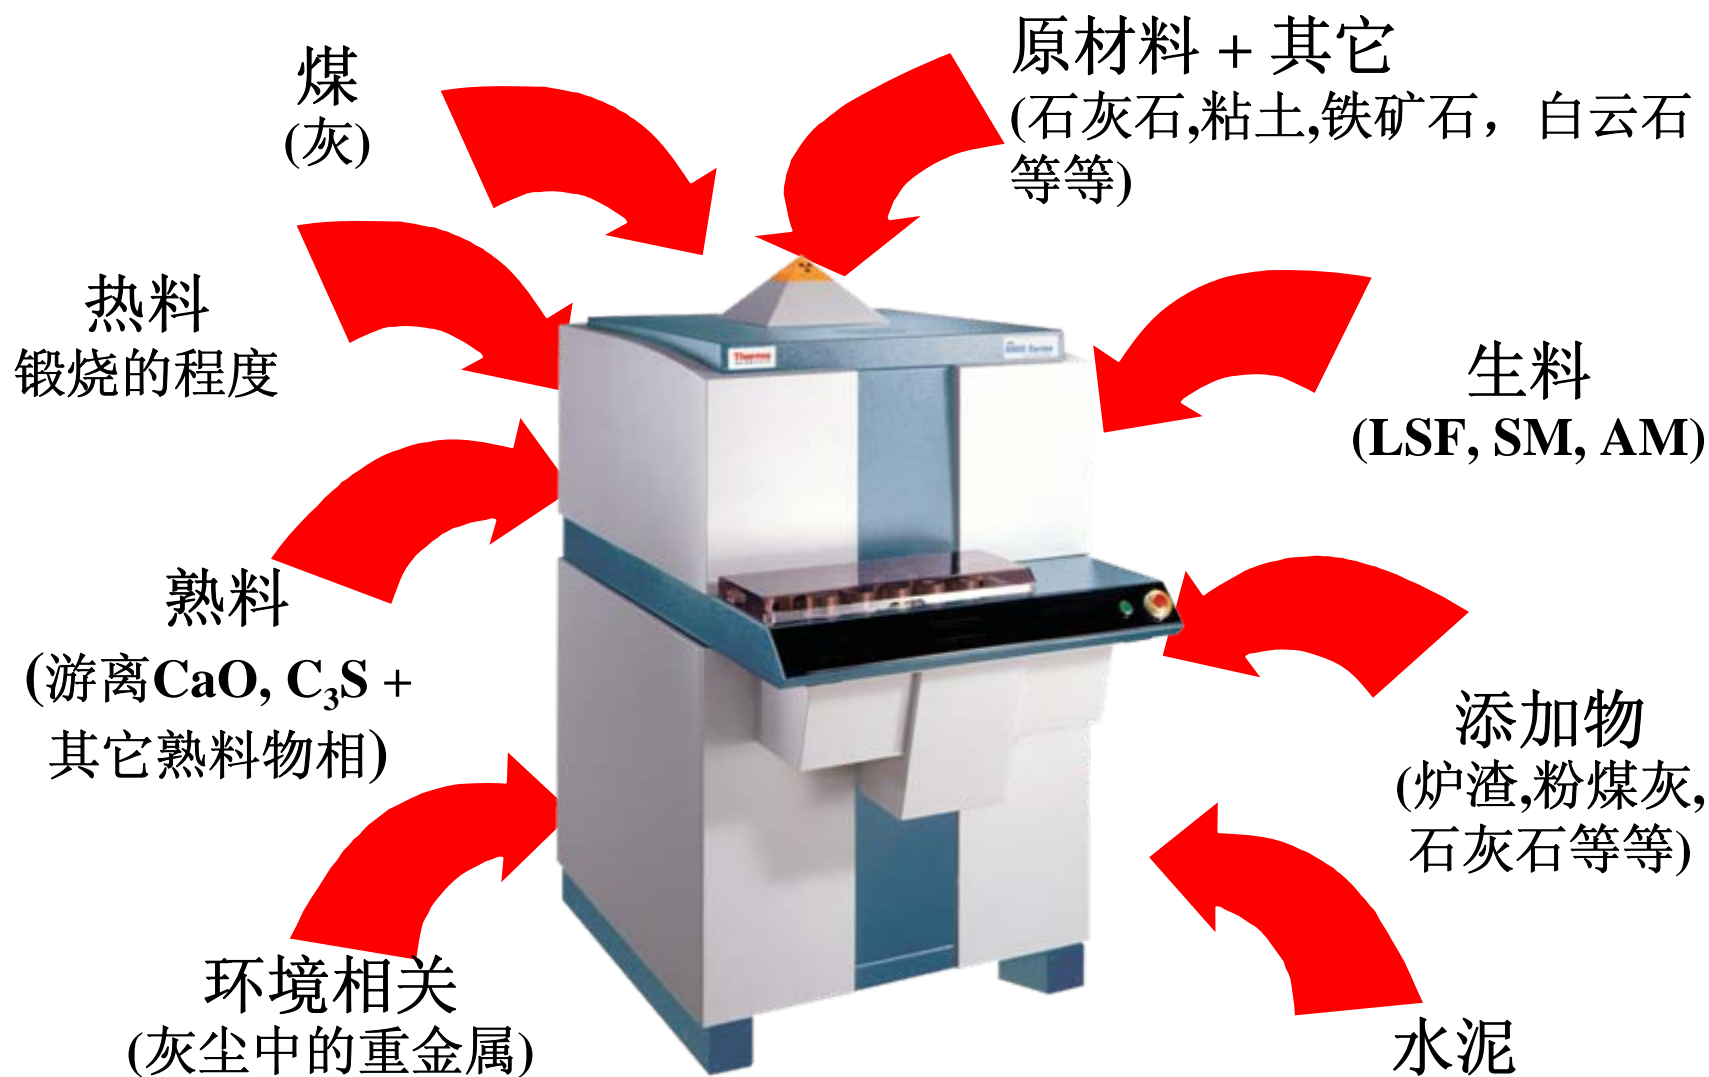 煤
(灰)
原材料 + 其它
(石灰石,粘土,铁矿石，白云石
等等)
热料
锻烧的程度
生料
(LSF, SM, AM)
熟料
(游离CaO, C₃S +
其它熟料物相)
添加物
(炉渣,粉煤灰,
石灰石等等)
环境相关
(灰尘中的重金属)
水泥
Thermo